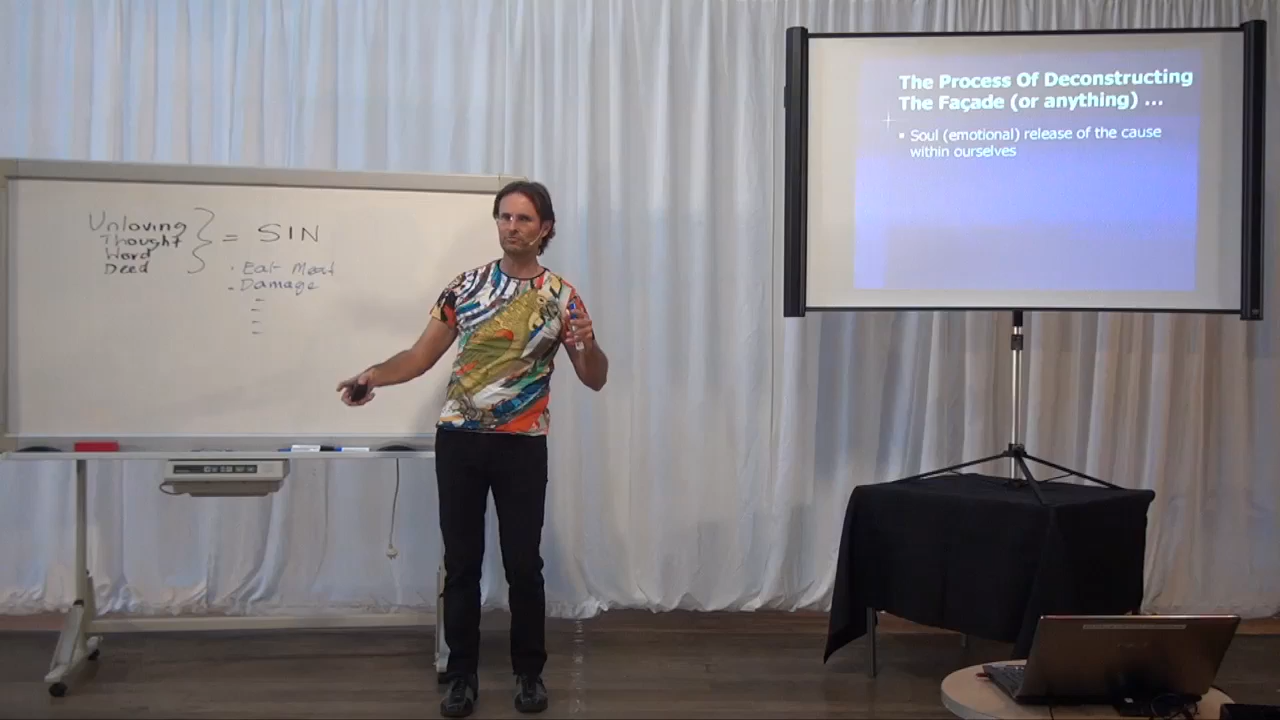 Unloving
Thought
Word
Deed
= SIN
. Eat Meat
. Damage
-
-
-
-
The Process Of Deconstructing
The Façade (or anything) ...
▪ Soul (emotional) release of the cause
within ourselves